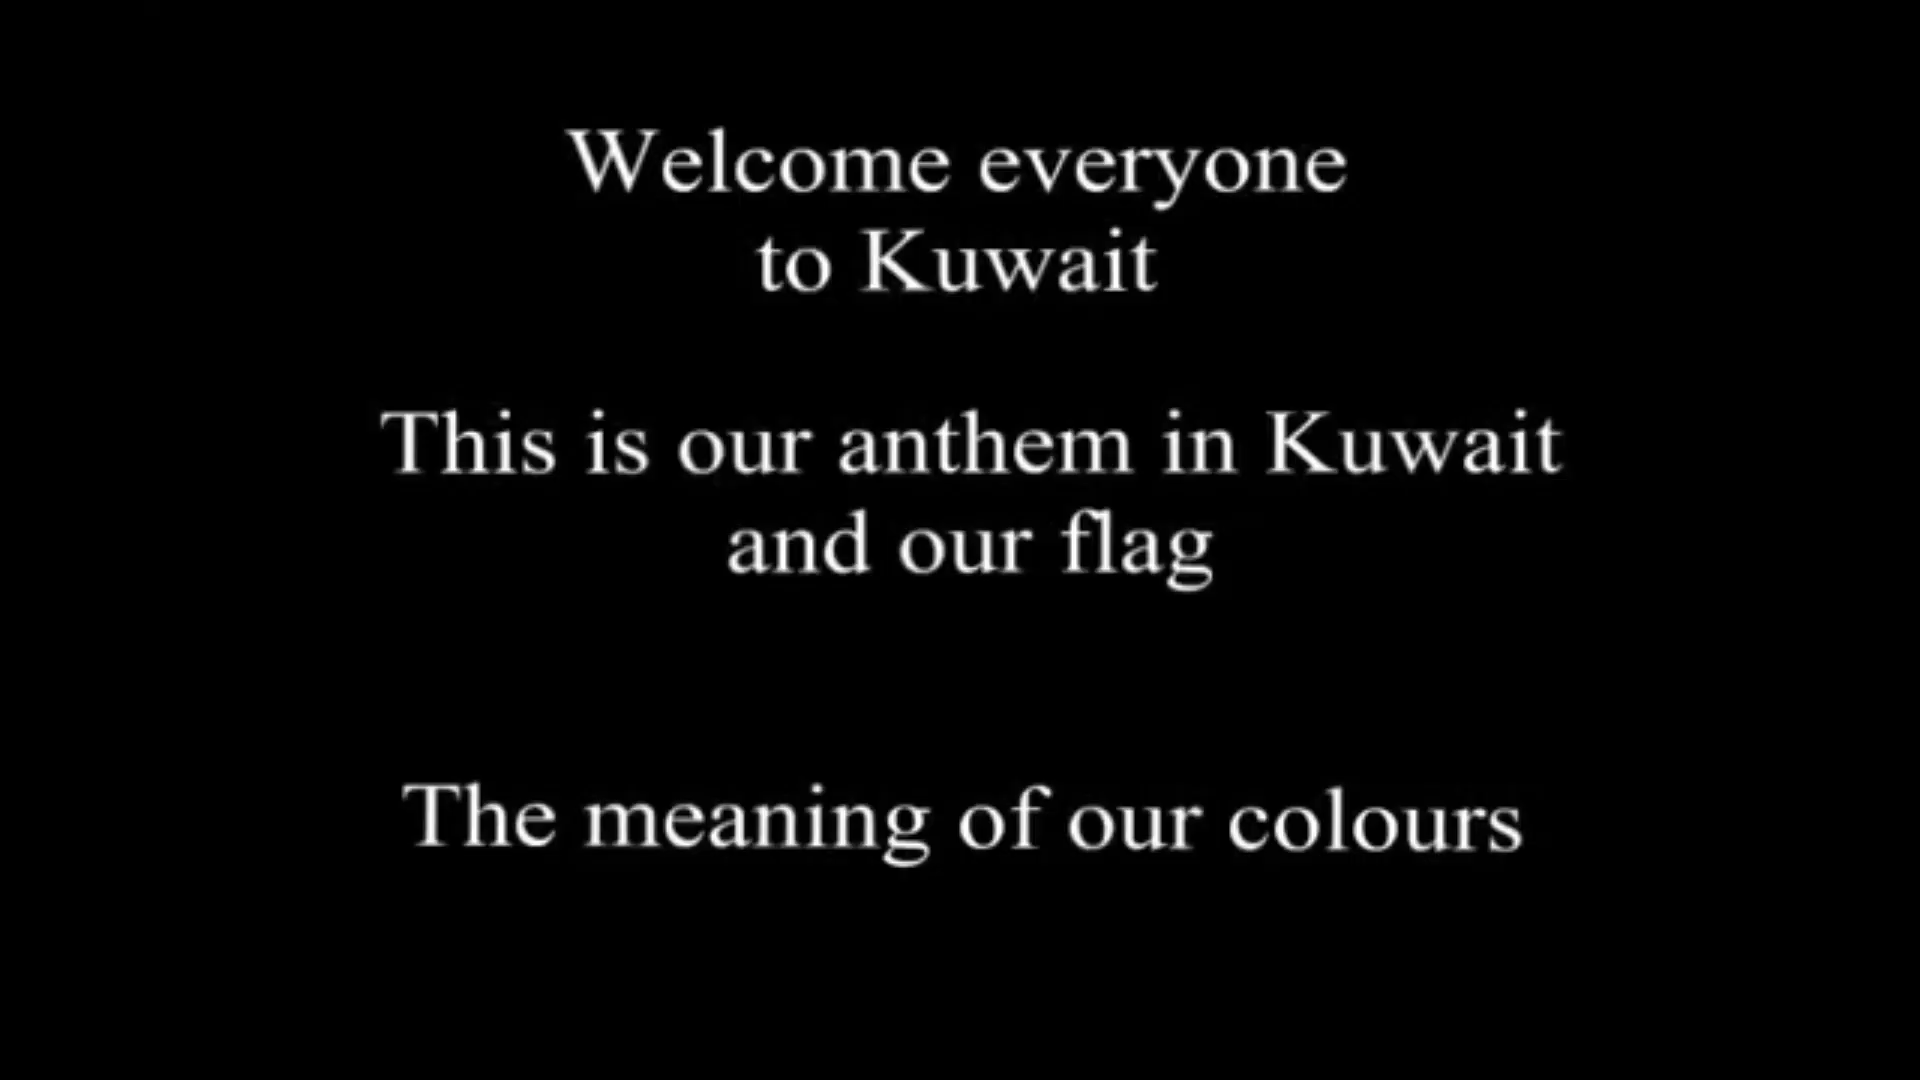 Welcome everyone
to Kuwait
This is our anthem in Kuwait
and our flag
The meaning of our colours